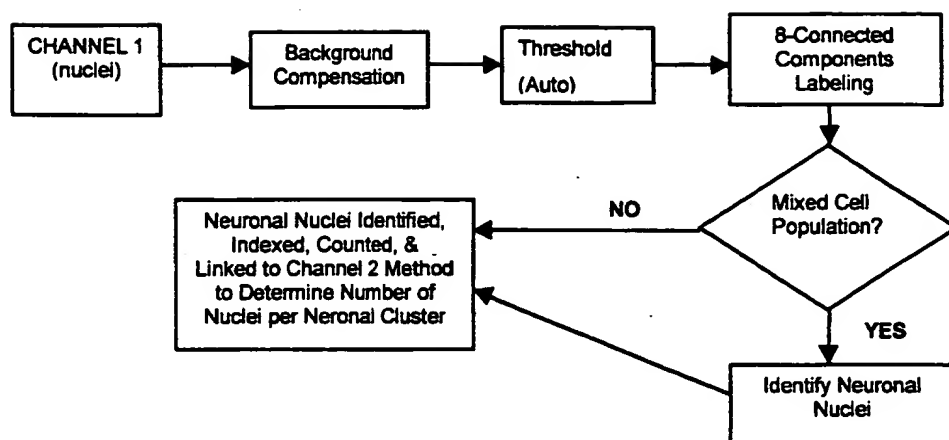 CHANNEL 1
(nuclei)
Background
Compensation
Threshold
(Auto)
8-Connected
Components
Labeling
Mixed Cell
Population?
NO
Neuronal Nuclei Identified,
Indexed, Counted, &
Linked to Channel 2 Method
to Determine Number of
Nuclei per Neronal Cluster
YES
Identify Neuronal
Nuclei